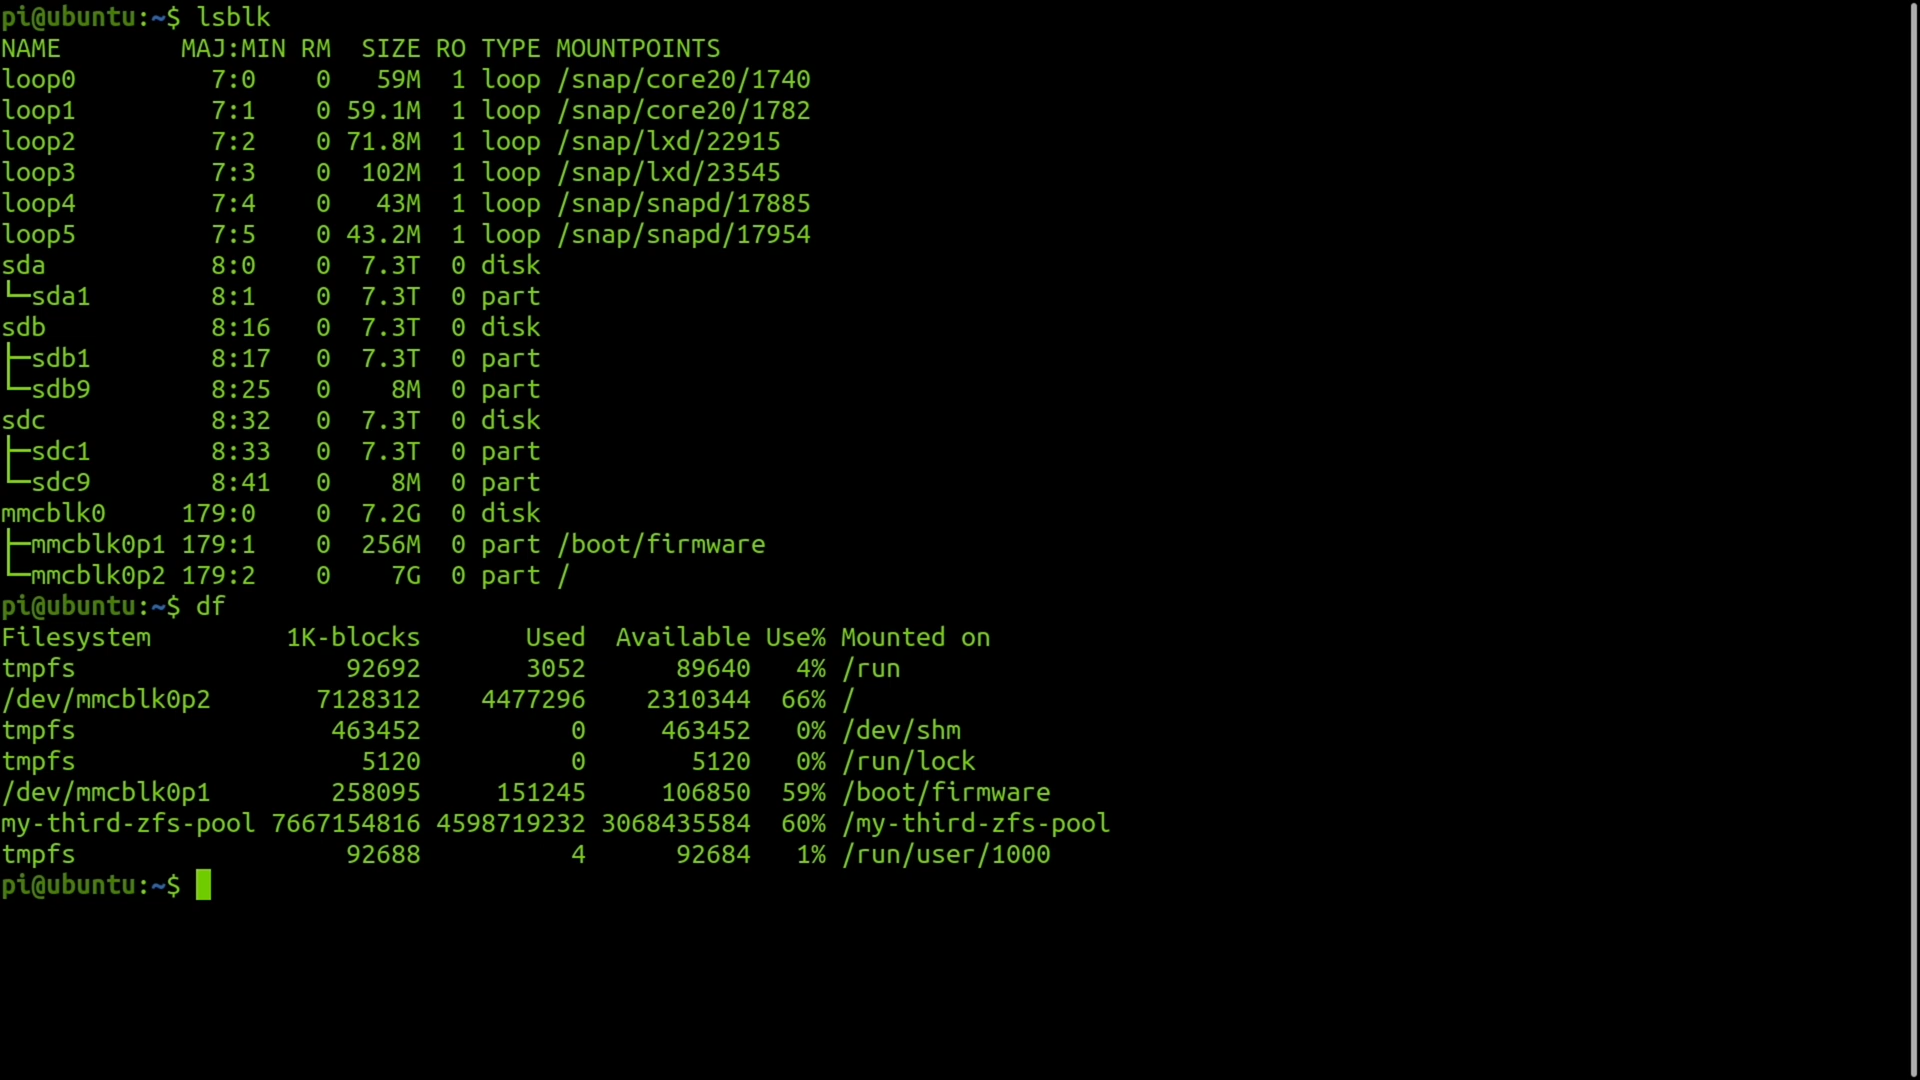 pi@ubuntu:~$ lsblk
NAME        MAJ:MIN RM  SIZE RO TYPE MOUNTPOINTS
loop0         7:0    0   59M  1 loop /snap/core20/1740
loop1         7:1    0 59.1M  1 loop /snap/core20/1782
loop2         7:2    0 71.8M  1 loop /snap/lxd/22915
loop3         7:3    0  102M  1 loop /snap/lxd/23545
loop4         7:4    0   43M  1 loop /snap/snapd/17885
loop5         7:5    0 43.2M  1 loop /snap/snapd/17954
sda           8:0    0  7.3T  0 disk
└─sda1        8:1    0  7.3T  0 part
sdb           8:16   0  7.3T  0 disk
├─sdb1        8:17   0  7.3T  0 part
└─sdb9        8:25   0    8M  0 part
sdc           8:32   0  7.3T  0 disk
├─sdc1        8:33   0  7.3T  0 part
└─sdc9        8:41   0    8M  0 part
mmcblk0     179:0    0  7.2G  0 disk
├─mmcblk0p1 179:1    0  256M  0 part /boot/firmware
└─mmcblk0p2 179:2    0    7G  0 part /
pi@ubuntu:~$ df
Filesystem         1K-blocks       Used  Available Use% Mounted on
tmpfs                  92692       3052      89640   4% /run
/dev/mmcblk0p2       7128312    4477296    2310344  66% /
tmpfs                 463452          0     463452   0% /dev/shm
tmpfs                   5120          0       5120   0% /run/lock
/dev/mmcblk0p1        258095     151245     106850  59% /boot/firmware
my-third-zfs-pool 7667154816 4598719232 3068435584  60% /my-third-zfs-pool
tmpfs                  92688          4      92684   1% /run/user/1000
pi@ubuntu:~$